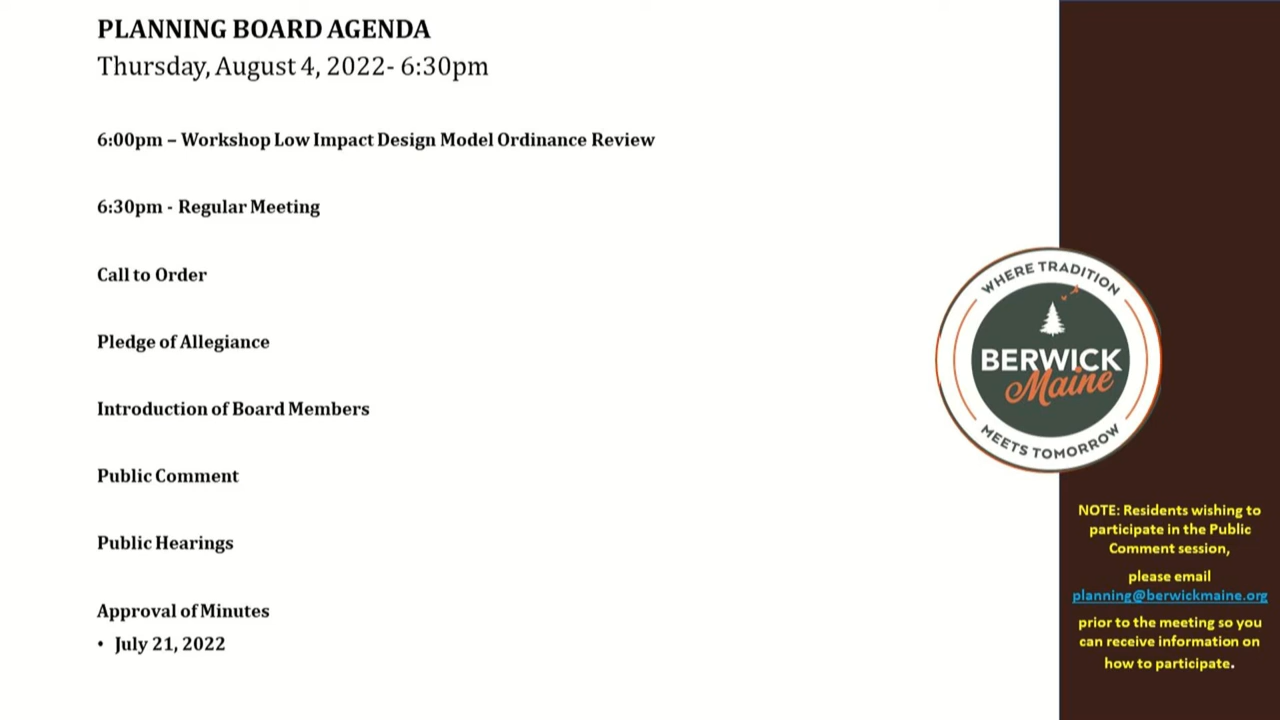 PLANNING BOARD AGENDA
Thursday, August 4, 2022- 6:30pm
6:00pm – Workshop Low Impact Design Model Ordinance Review
6:30pm - Regular Meeting
Call to Order
Pledge of Allegiance
Introduction of Board Members
Public Comment
Public Hearings
Approval of Minutes
• July 21, 2022
WHERE TRADITION
BERWICK
Maine
MEETS TOMORROW
NOTE: Residents wishing to
participate in the Public
Comment session,
please email
planning@berwickmaine.org
prior to the meeting so you
can receive information on
how to participate.